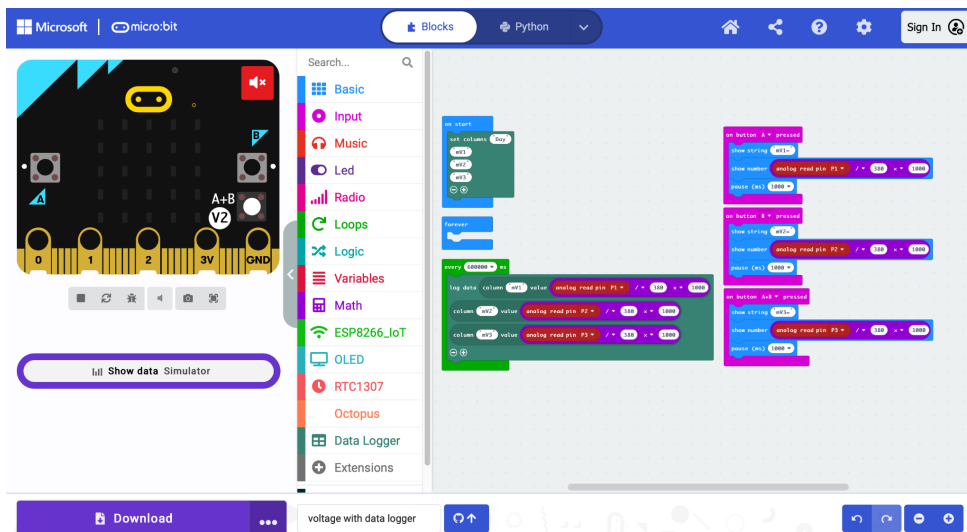 Microsoft micro:bit Blocks Python Sign In
Search...
Basic
Input
Music
Led
Radio
Loops
Logic
Variables
Math
ESP8266_IoT
OLED
RTC1307
Octopus
Data Logger
Extensions
B
A
A+B
V2
0 1 2 3V GND
Show data Simulator
on start
set columns Day
mV1
mV2
mV3
forever
every 600000 ms
log data column mV1 value analog read pin P1 / 380 × 1000
column mV2 value analog read pin P2 / 380 × 1000
column mV3 value analog read pin P3 / 380 × 1000
on button A pressed
show string mV1=
show number analog read pin P1 / 380 × 1000
pause (ms) 1000
on button B pressed
show string mV2=
show number analog read pin P2 / 380 × 1000
pause (ms) 1000
on button A+B pressed
show string mV3=
show number analog read pin P3 / 380 × 1000
pause (ms) 1000
Download
voltage with data logger